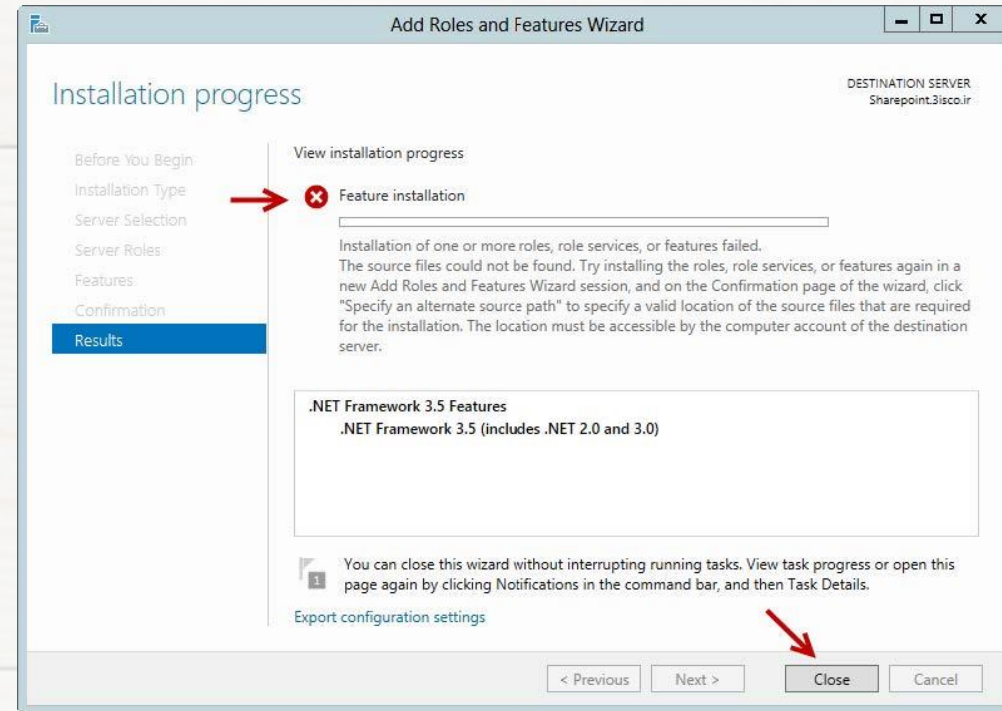 Add Roles and Features Wizard
Installation progress
DESTINATION SERVER
Sharepoint.3isco.ir
Before You Begin
Installation Type
Server Selection
Server Roles
Features
Confirmation
Results
View installation progress
Feature installation
Installation of one or more roles, role services, or features failed.
The source files could not be found. Try installing the roles, role services, or features again in a
new Add Roles and Features Wizard session, and on the Confirmation page of the wizard, click
"Specify an alternate source path" to specify a valid location of the source files that are required
for the installation. The location must be accessible by the computer account of the destination
server.
.NET Framework 3.5 Features
.NET Framework 3.5 (includes .NET 2.0 and 3.0)
1
You can close this wizard without interrupting running tasks. View task progress or open this
page again by clicking Notifications in the command bar, and then Task Details.
Export configuration settings
< Previous
Next >
Close
Cancel